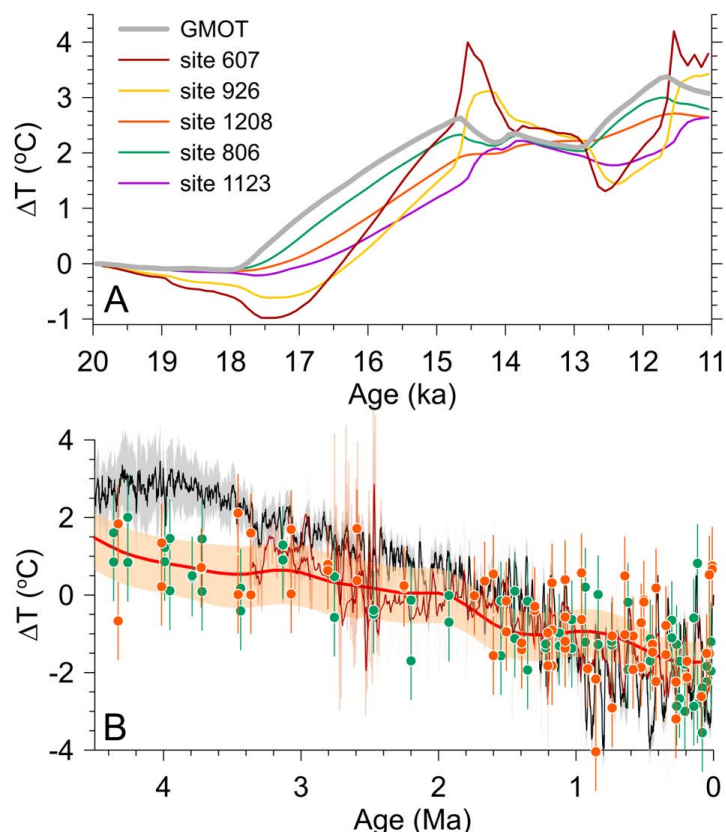 4
3
2
1
0
-1
ΔT (°C)
GMOT
site 607
site 926
site 1208
site 806
site 1123
A
20 19 18 17 16 15 14 13 12 11
Age (ka)
4
2
0
-2
-4
ΔT (°C)
B
4 3 2 1 0
Age (Ma)